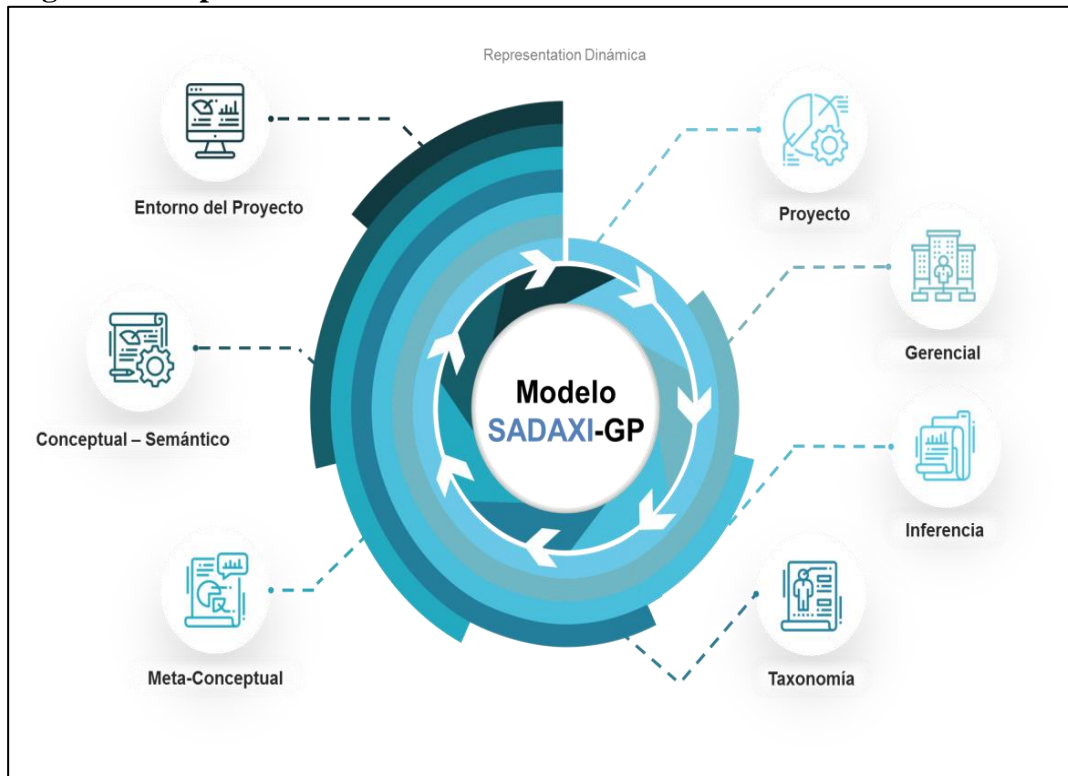 Representation Dinámica
Entorno del Proyecto
Proyecto
Gerencial
Modelo
SADAXI-GP
Conceptual – Semántico
Inferencia
Meta-Conceptual
Taxonomía